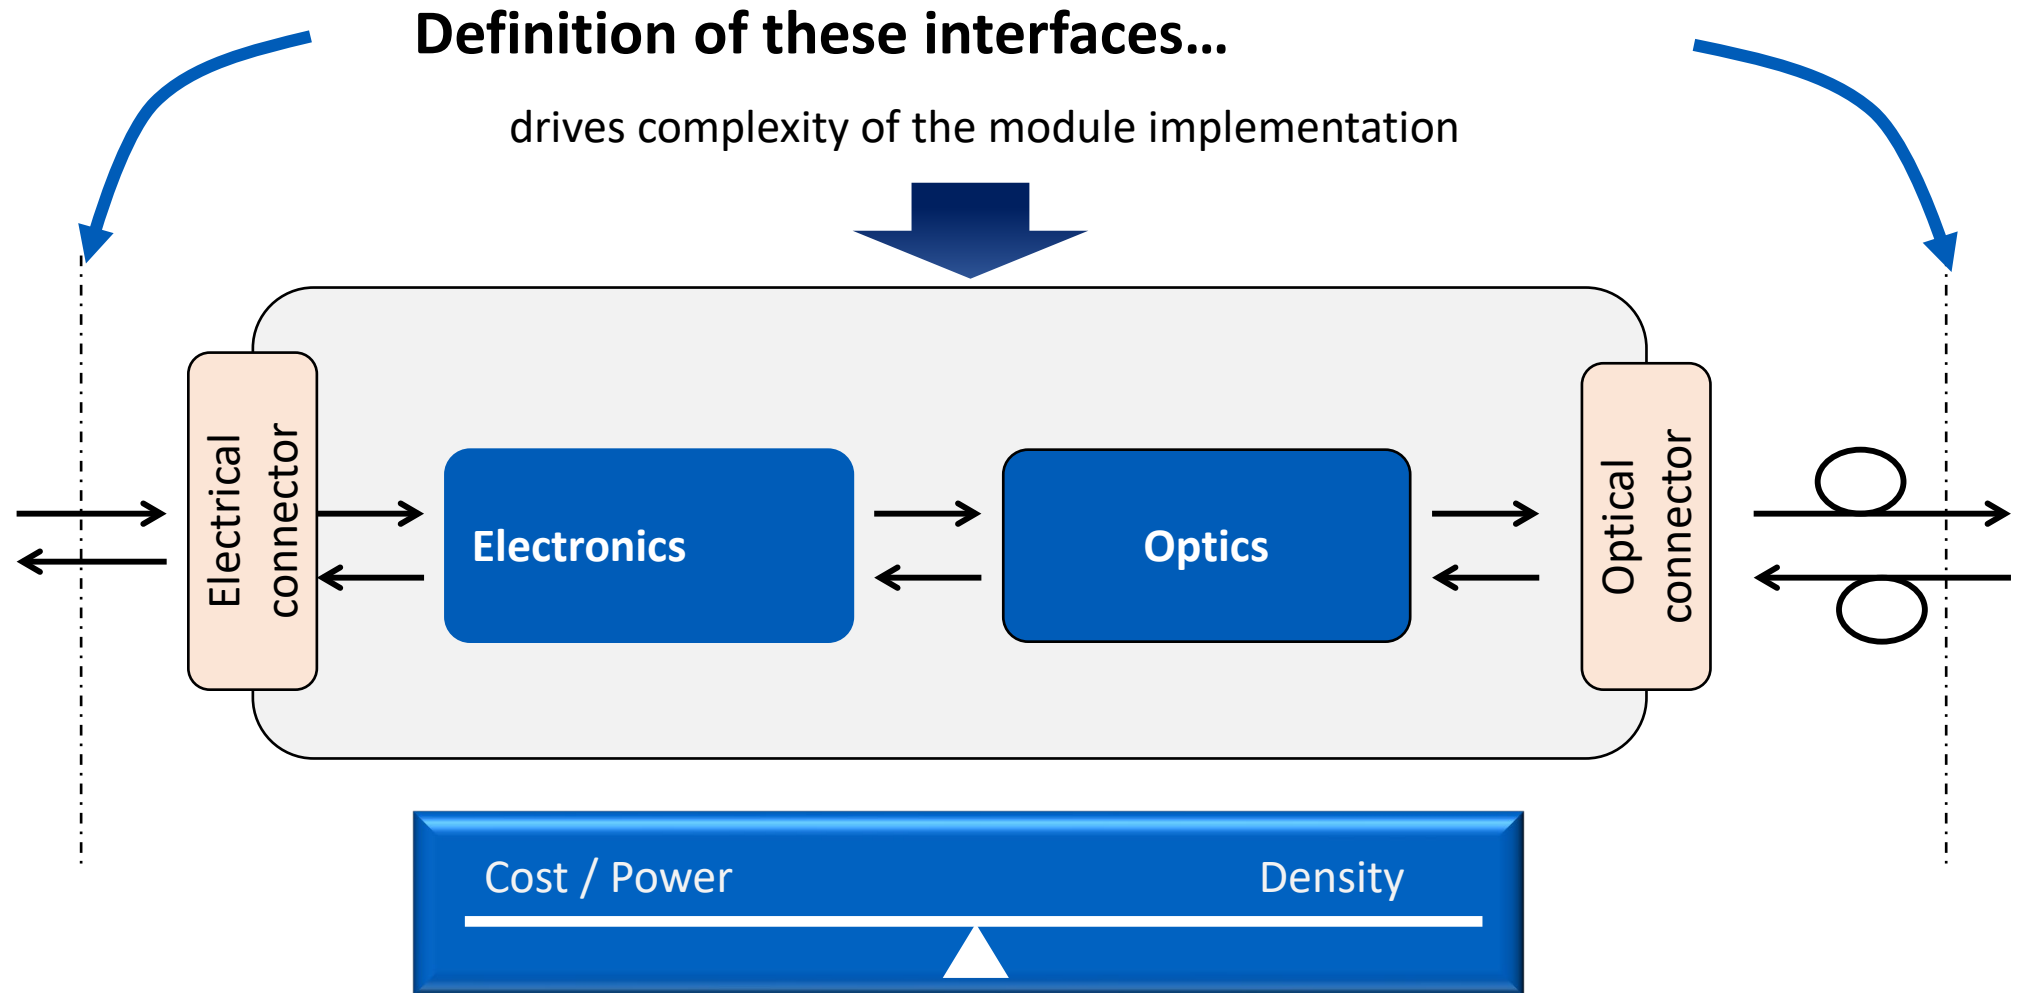 Definition of these interfaces…
drives complexity of the module implementation
Electrical
connector
Electronics
Optics
Optical
connector
Cost / Power
Density